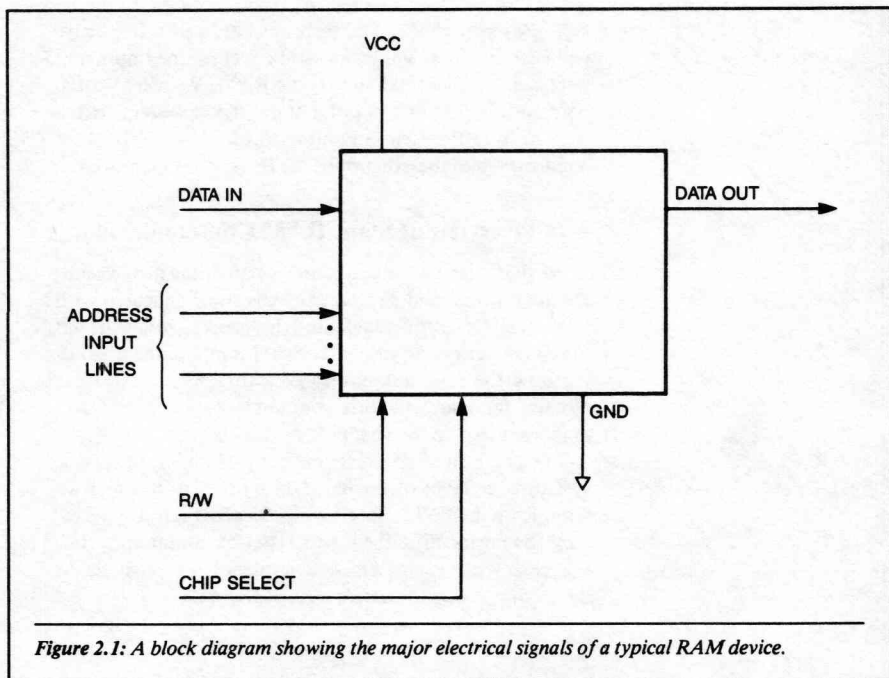 VCC
DATA IN
DATA OUT
ADDRESS
INPUT
LINES
GND
R/W
CHIP SELECT
Figure 2.1: A block diagram showing the major electrical signals of a typical RAM device.